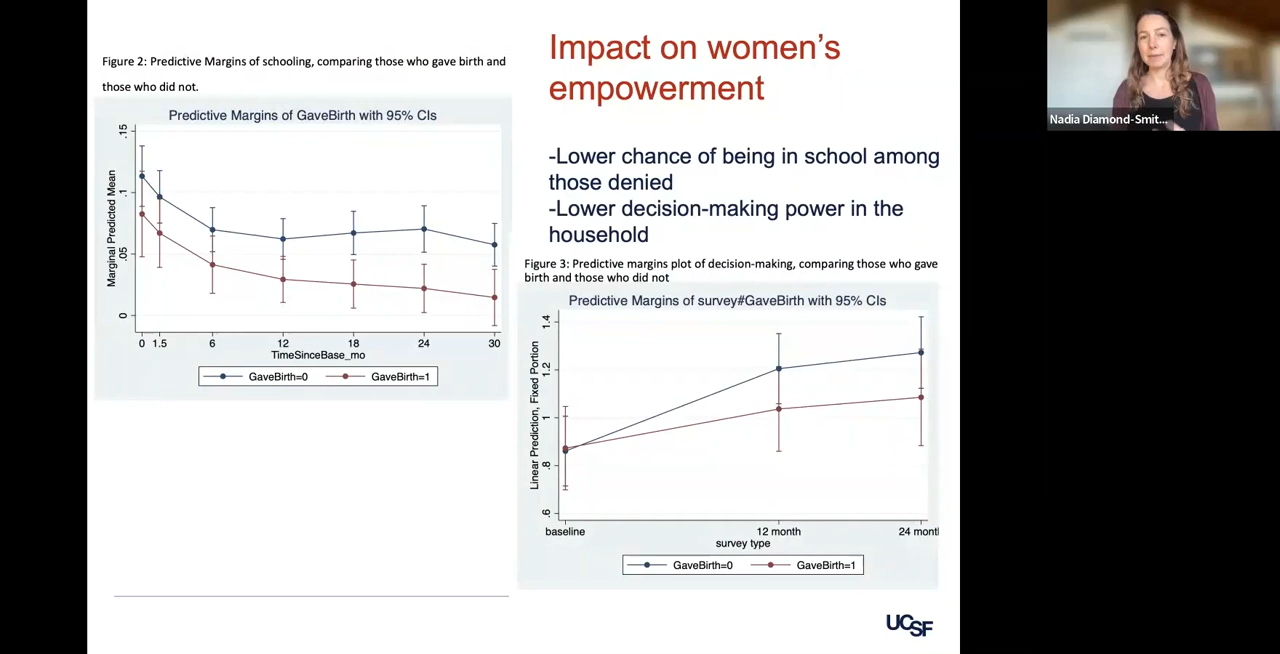 Impact on women's
empowerment
Figure 2: Predictive Margins of schooling, comparing those who gave birth and
those who did not.
Predictive Margins of GaveBirth with 95% CIs
Marginal Predicted Mean
.15
.1
.05
0
0 1.5 6 12 18 24 30
TimeSinceBase_mo
GaveBirth=0 GaveBirth=1
-Lower chance of being in school among
those denied
-Lower decision-making power in the
household
Figure 3: Predictive margins plot of decision-making, comparing those who gave
birth and those who did not
Predictive Margins of survey#GaveBirth with 95% CIs
Linear Prediction, Fixed Portion
1.4
1.2
1
.8
.6
baseline 12 month 24 mont
survey type
GaveBirth=0 GaveBirth=1
UCSF
Nadia Diamond-Smit...